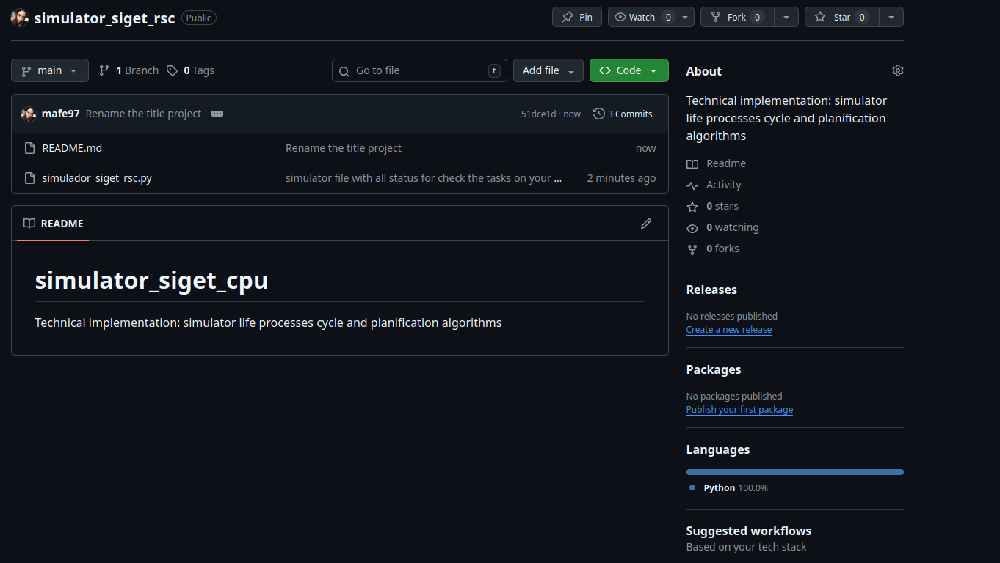 simulator_siget_rsc Public Pin Watch 0 Fork 0 Star 0
main 1 Branch 0 Tags Go to file t Add file <> Code
mafe97 Rename the title project 51dce1d · now 3 Commits
README.md Rename the title project now
simulador_siget_rsc.py simulator file with all status for check the tasks on your ... 2 minutes ago
README
simulator_siget_cpu
Technical implementation: simulator life processes cycle and planification algorithms
About
Technical implementation: simulator
life processes cycle and planification
algorithms
Readme
Activity
0 stars
0 watching
0 forks
Releases
No releases published
Create a new release
Packages
No packages published
Publish your first package
Languages
Python 100.0%
Suggested workflows
Based on your tech stack